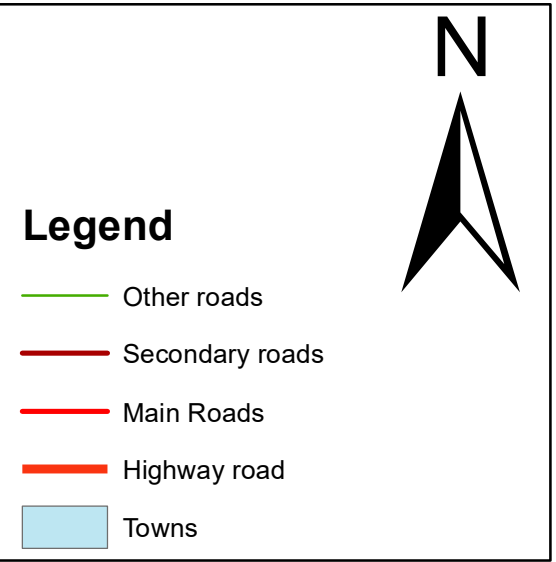 N
Legend
Other roads
Secondary roads
Main Roads
Highway road
Towns